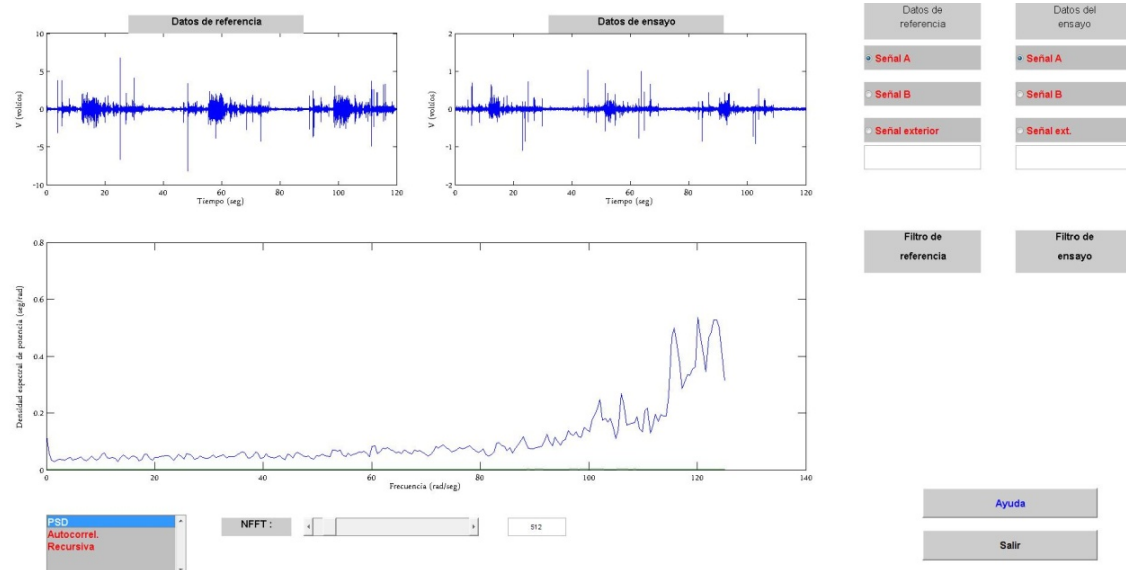 Datos de referencia
Datos de ensayo
Datos de
referencia
Datos del
ensayo
10
5
0
-5
-10
V (voltios)
0 20 40 60 80 100 120
Tiempo (seg)
2
1
0
-1
-2
V (voltios)
0 20 40 60 80 100 120
Tiempo (seg)
Señal A
Señal A
Señal B
Señal B
Señal exterior
Señal ext.
Filtro de
referencia
Filtro de
ensayo
0.8
0.6
0.4
0.2
0
Densidad espectral de potencia (seg/rad)
0 20 40 60 80 100 120 140
Frecuencia (rad/seg)
PSD
Autocorrel.
Recursiva
NFFT :
512
Ayuda
Salir